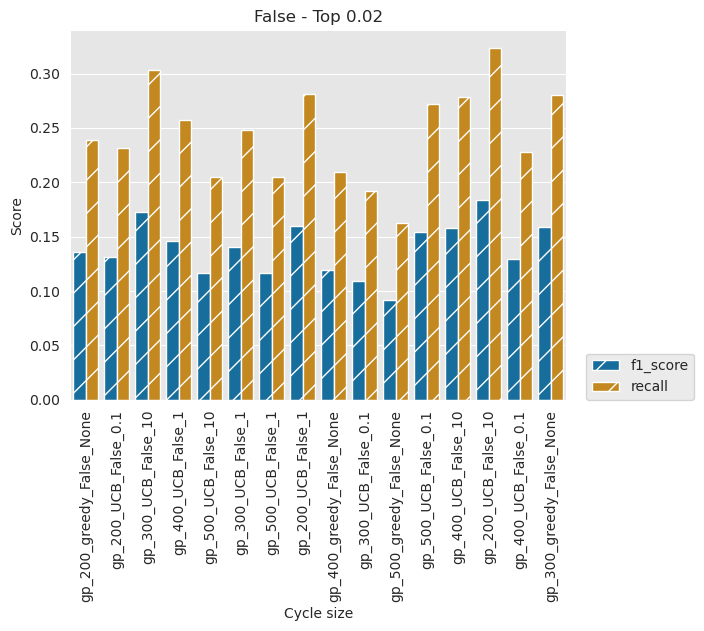 False - Top 0.02
Score
0.30
0.25
0.20
0.15
0.10
0.05
0.00
gp_200_greedy_False_None
gp_200_UCB_False_0.1
gp_300_UCB_False_10
gp_400_UCB_False_1
gp_500_UCB_False_10
gp_300_UCB_False_1
gp_500_UCB_False_1
gp_200_UCB_False_1
gp_400_greedy_False_None
gp_300_UCB_False_0.1
gp_500_greedy_False_None
gp_500_UCB_False_0.1
gp_400_UCB_False_10
gp_200_UCB_False_10
gp_400_UCB_False_0.1
gp_300_greedy_False_None
Cycle size
f1_score
recall